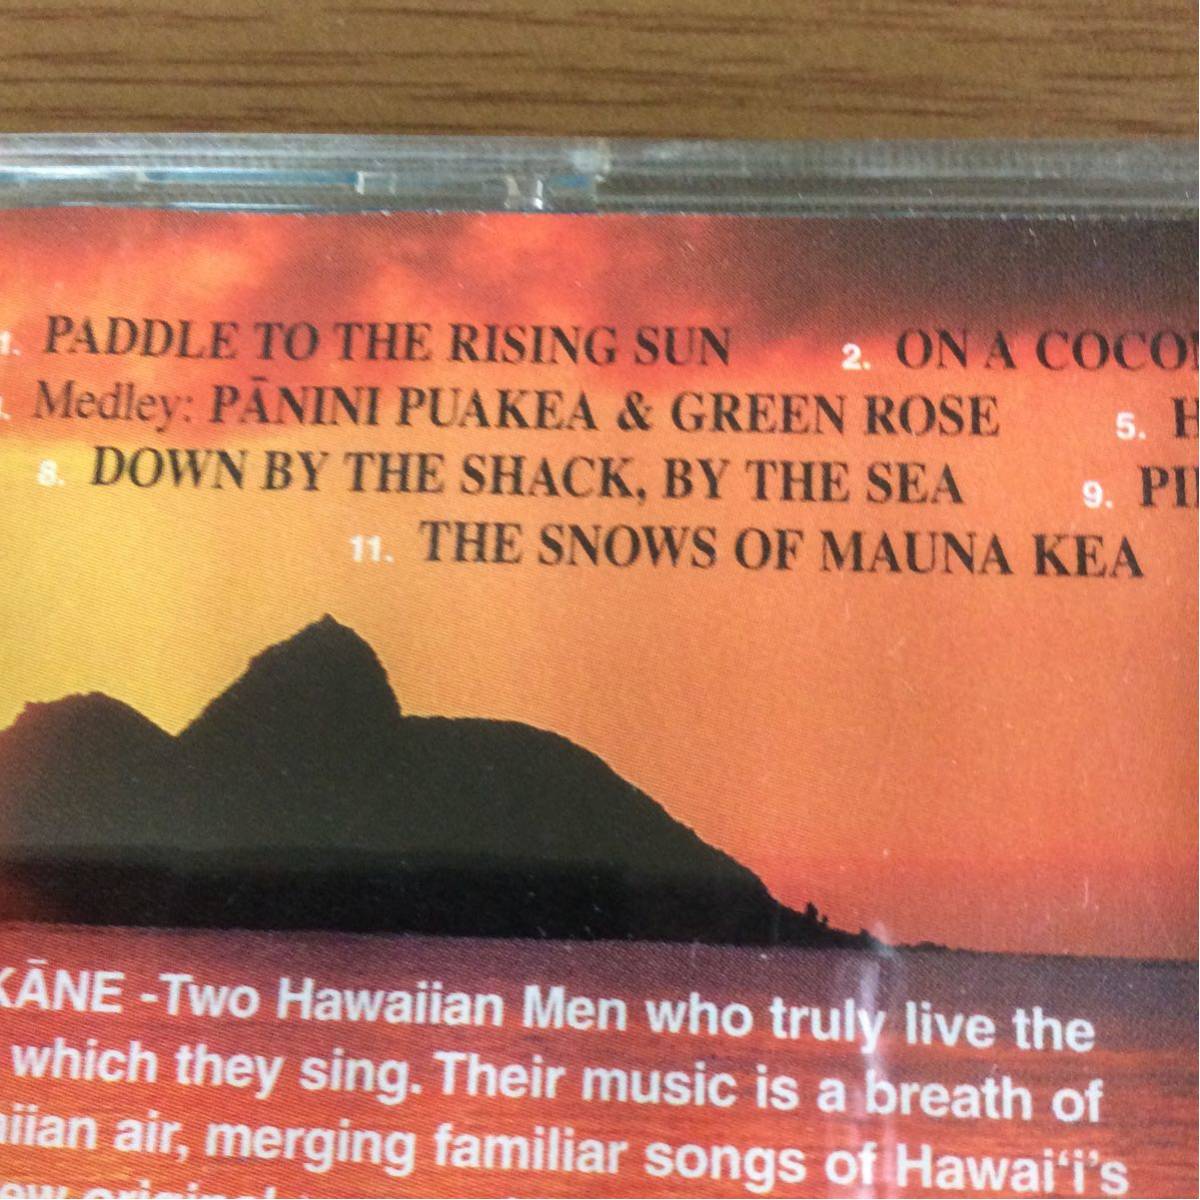 1. PADDLE TO THE RISING SUN 2. ON A
Medley: PĀNINI PUAKEA & GREEN ROSE 5.
8. DOWN BY THE SHACK, BY THE SEA 9.
11. THE SNOWS OF MAUNA KEA
KĀNE -Two Hawaiian Men who truly live the
which they sing. Their music is a breath of
air, merging familiar songs of Hawai‘i’s